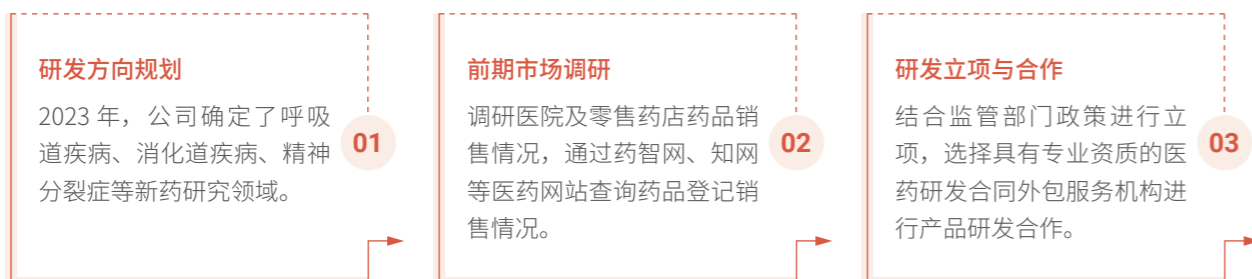 研发方向规划
2023 年，公司确定了呼吸
道疾病、消化道疾病、精神
分裂症等新药研究领域。
01
前期市场调研
调研医院及零售药店药品销
售情况，通过药智网、知网
等医药网站查询药品登记销
售情况。
02
研发立项与合作
结合监管部门政策进行立
项，选择具有专业资质的医
药研发合同外包服务机构进
行产品研发合作。
03